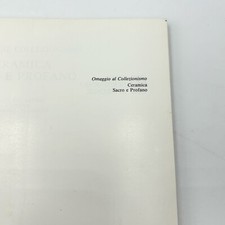 Omaggio al Collezionismo
Ceramica
Sacro e Profano